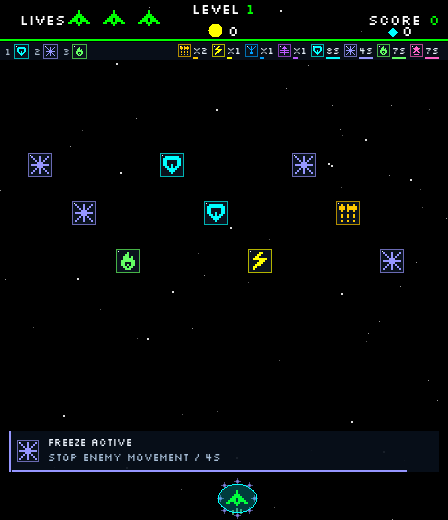 LEVEL 1
LIVES
SCORE 0
0
0
1 2 3 X2 X1 X1 X1 8S 4S 7S 7S
FREEZE ACTIVE
STOP ENEMY MOVEMENT / 4S